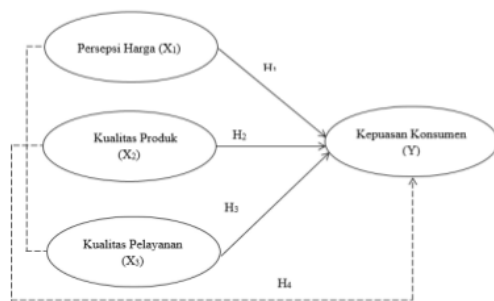 Persepsi Harga (X₁)
H₁
Kualitas Produk
(X₂)
H₂
Kepuasan Konsumen
(Y)
H₃
Kualitas Pelayanan
(X₃)
H₄